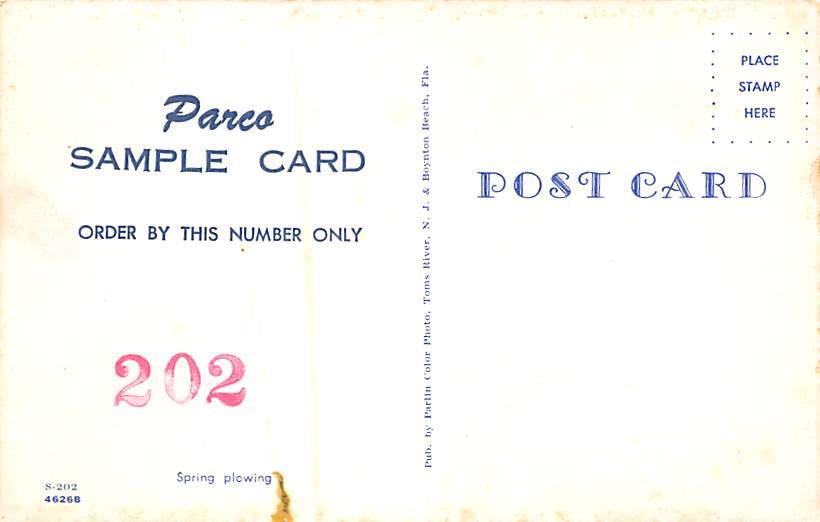 Parco
SAMPLE CARD
ORDER BY THIS NUMBER ONLY
202
Spring plowing
S-202
46268
Pub. by Parlin Color Photo, Toms River, N. J. & Boynton Beach, Fla.
PLACE
STAMP
HERE
POST CARD